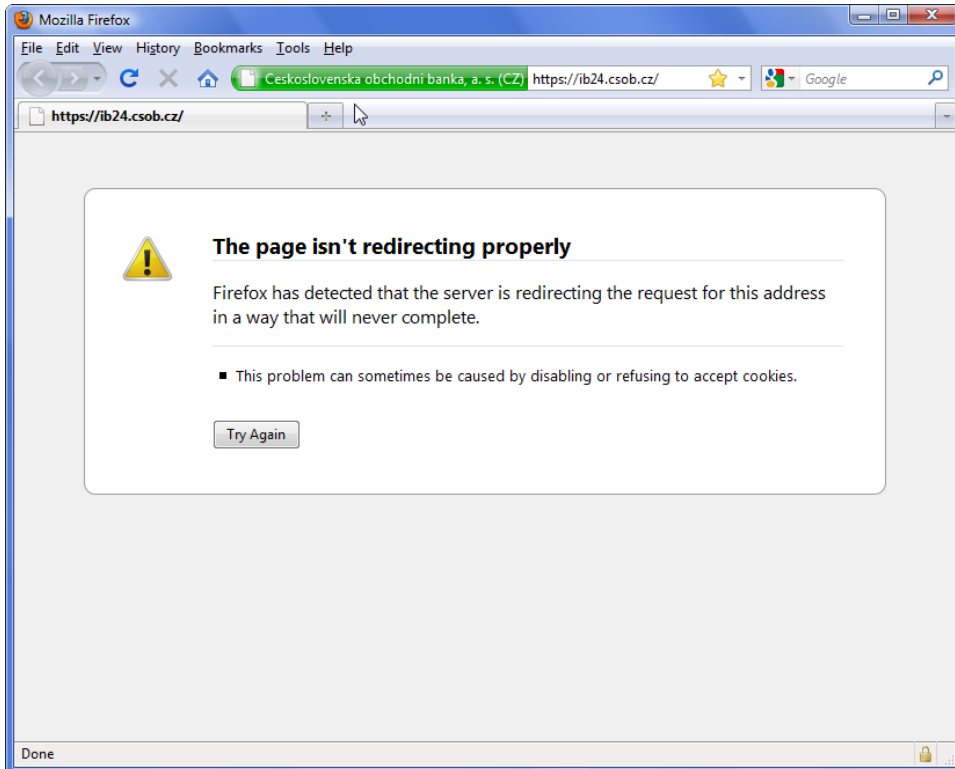 Mozilla Firefox
File Edit View History Bookmarks Tools Help
Ceskoslovenska obchodni banka, a. s. (CZ) https://ib24.csob.cz/ Google
https://ib24.csob.cz/
The page isn't redirecting properly
Firefox has detected that the server is redirecting the request for this address
in a way that will never complete.
This problem can sometimes be caused by disabling or refusing to accept cookies.
Try Again
Done